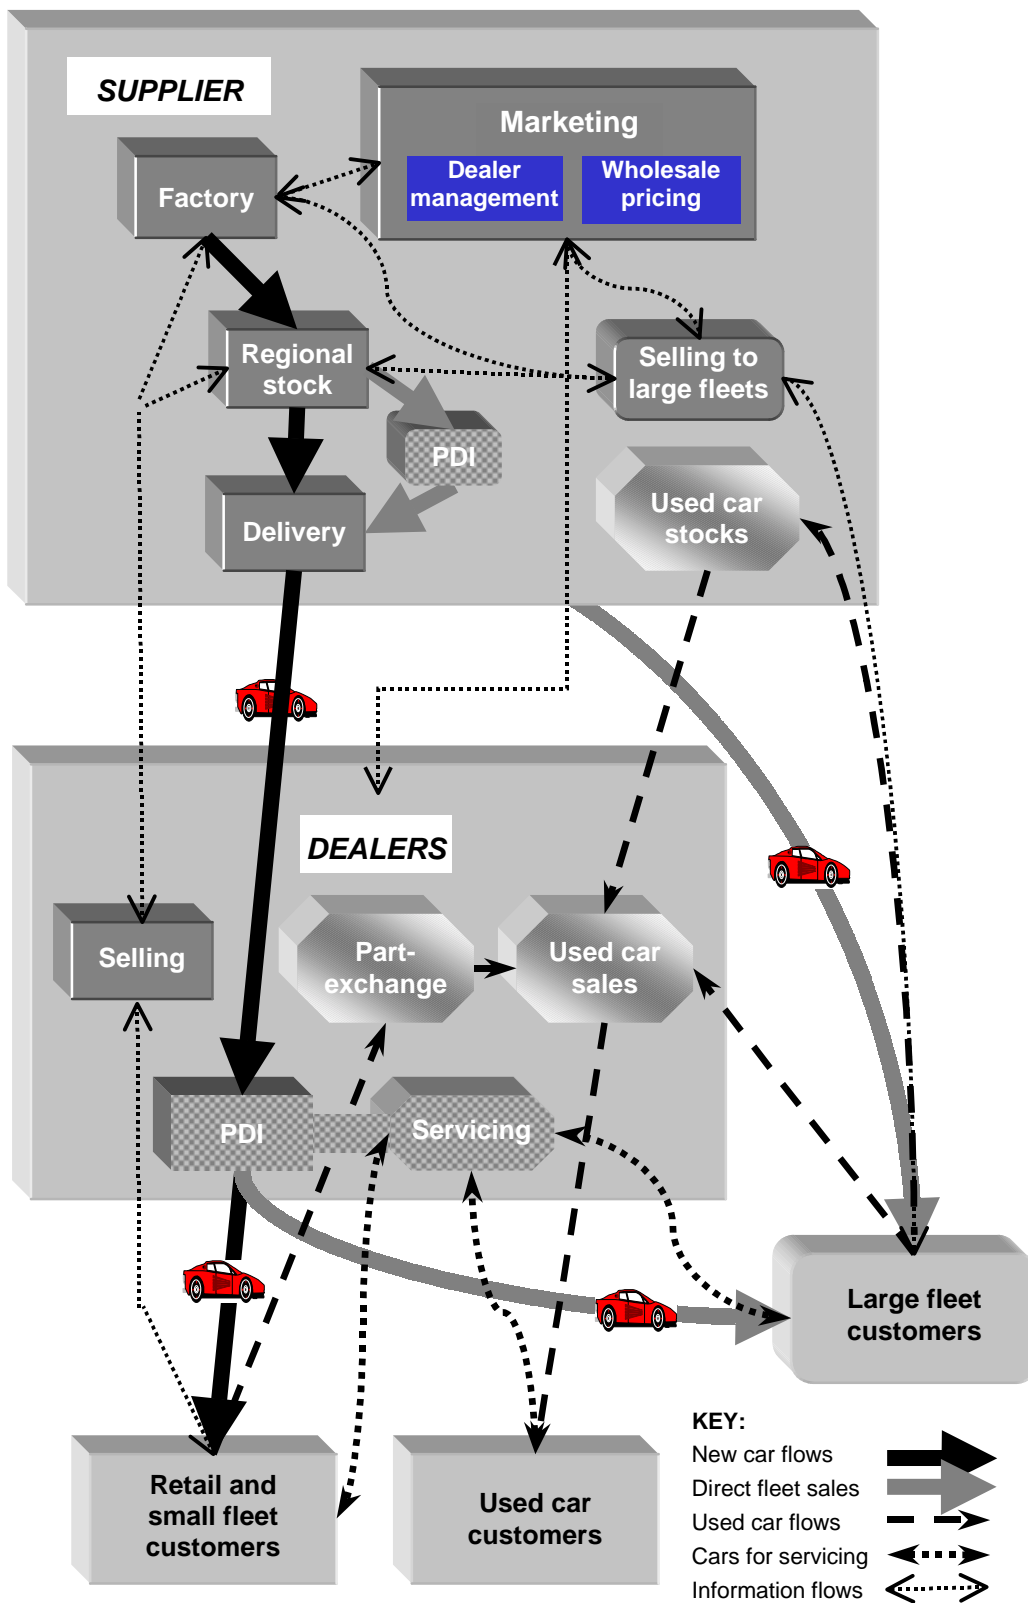 SUPPLIER
Marketing
Dealer
management
Wholesale
pricing
Factory
Regional
stock
Selling to
large fleets
PDI
Used car
stocks
Delivery
DEALERS
Selling
Part-
exchange
Used car
sales
PDI
Servicing
Large fleet
customers
Retail and
small fleet
customers
Used car
customers
KEY:
New car flows
Direct fleet sales
Used car flows
Cars for servicing
Information flows